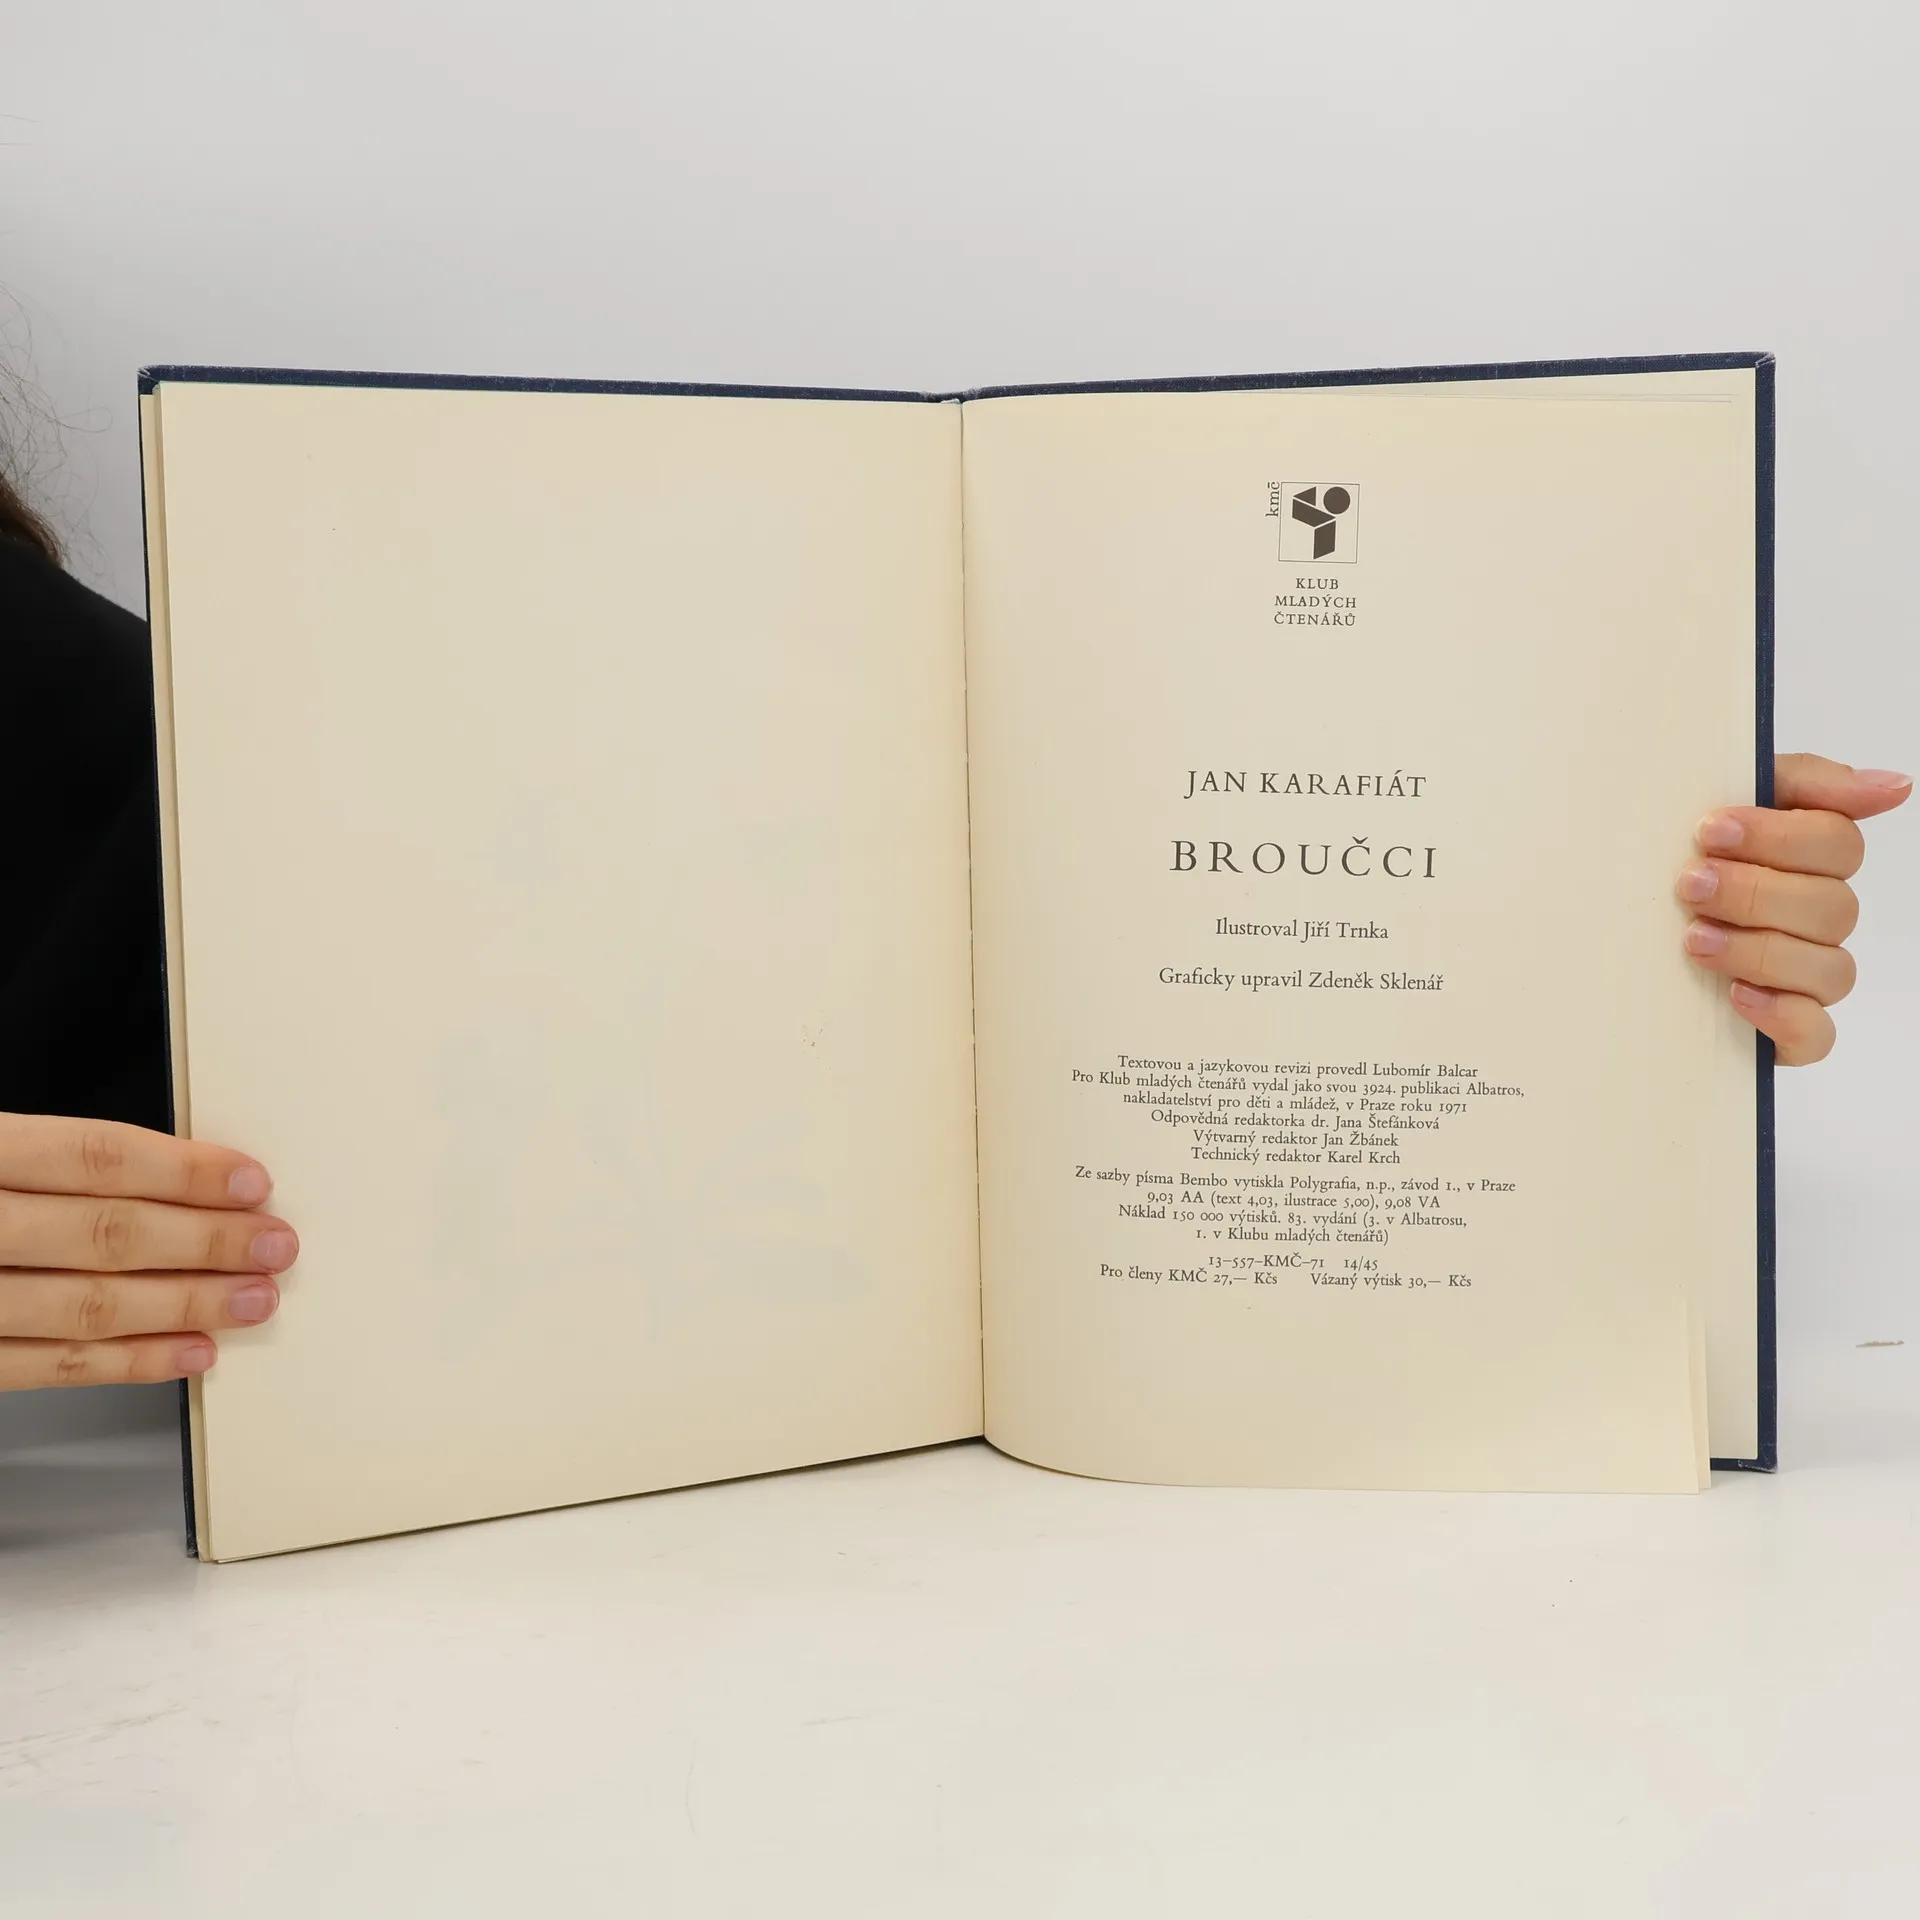 kmč
KLUB
MLADÝCH
ČTENÁŘŮ
JAN KARAFIÁT
BROUČCI
Ilustroval Jiří Trnka
Graficky upravil Zdeněk Sklenář
Textovou a jazykovou revizi provedl Lubomír Balcar
Pro Klub mladých čtenářů vydal jako svou 3924. publikaci Albatros,
nakladatelství pro děti a mládež, v Praze roku 1971
Odpovědná redaktorka dr. Jana Štefánková
Výtvarný redaktor Jan Žbánek
Technický redaktor Karel Krch
Ze sazby písma Bembo vytiskla Polygrafia, n.p., závod 1., v Praze
9,03 AA (text 4,03, ilustrace 5,00), 9,08 VA
Náklad 150 000 výtisků. 83. vydání (3. v Albatrosu,
1. v Klubu mladých čtenářů)
13–557–KMČ–71 14/45
Pro členy KMČ 27,— Kčs Vázaný výtisk 30,— Kčs